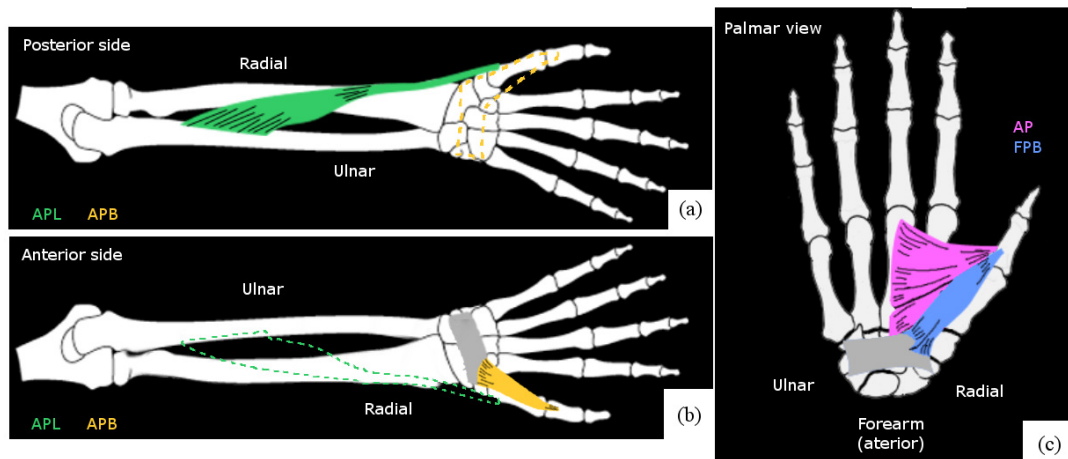 Posterior side
Radial
Ulnar
APL APB
(a)
Anterior side
Ulnar
Radial
APL APB
(b)
Palmar view
AP
FPB
Ulnar
Radial
Forearm
(aterior)
(c)